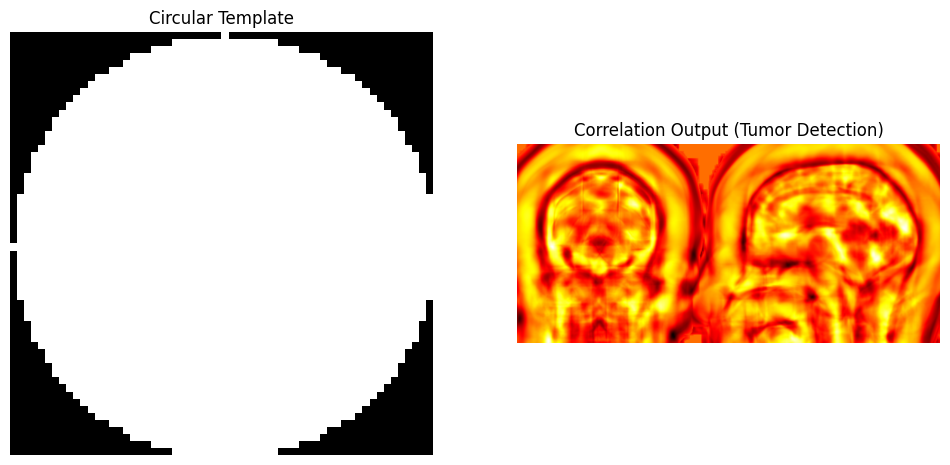 Circular Template
Correlation Output (Tumor Detection)